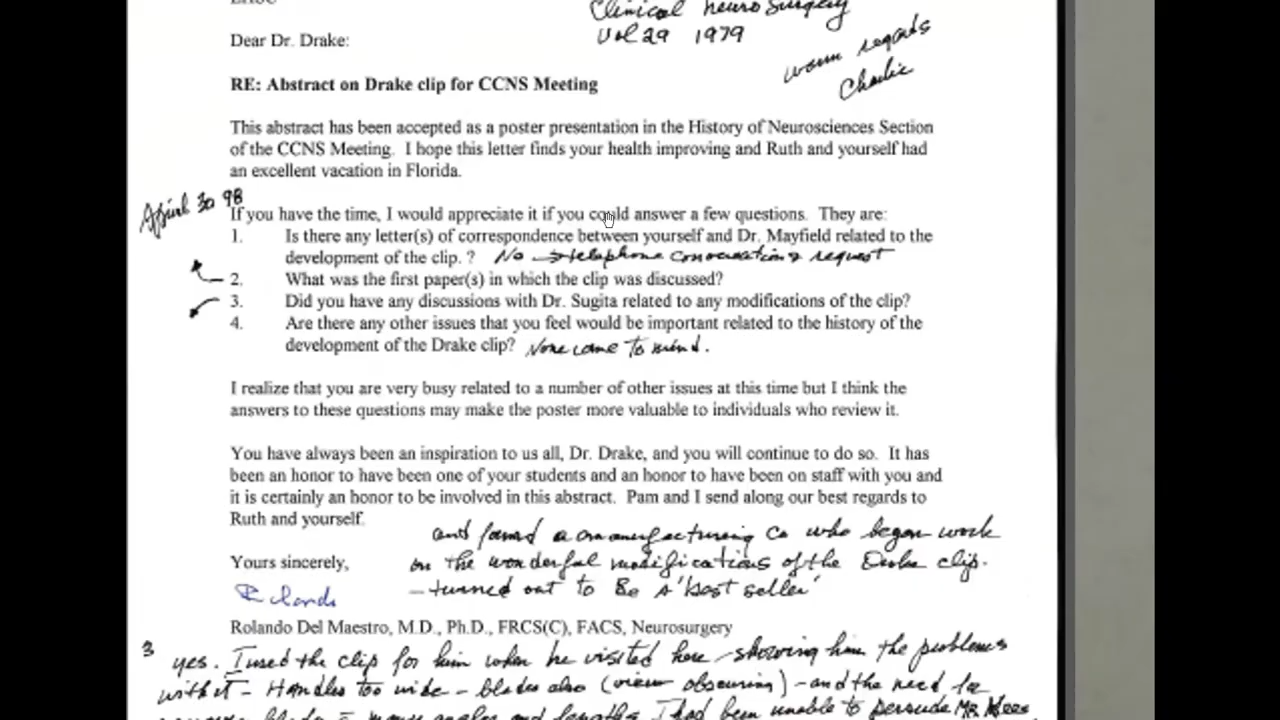 Clinical NeuroSurgery
Vol 29 1979
Dear Dr. Drake:
warm regards
Charlie
RE: Abstract on Drake clip for CCNS Meeting
This abstract has been accepted as a poster presentation in the History of Neurosciences Section
of the CCNS Meeting. I hope this letter finds your health improving and Ruth and yourself had
an excellent vacation in Florida.
April 30 98
If you have the time, I would appreciate it if you could answer a few questions. They are:
1. Is there any letter(s) of correspondence between yourself and Dr. Mayfield related to the
development of the clip. ? No → telephone conversation & request
2. What was the first paper(s) in which the clip was discussed?
3. Did you have any discussions with Dr. Sugita related to any modifications of the clip?
4. Are there any other issues that you feel would be important related to the history of the
development of the Drake clip? None come to mind.
I realize that you are very busy related to a number of other issues at this time but I think the
answers to these questions may make the poster more valuable to individuals who review it.
You have always been an inspiration to us all, Dr. Drake, and you will continue to do so. It has
been an honor to have been one of your students and an honor to have been on staff with you and
it is certainly an honor to be involved in this abstract. Pam and I send along our best regards to
Ruth and yourself.
and found a manufacturing Co who began work
Yours sincerely,
on the wonderful modifications of the Drake clip.
– turned out to Be a 'best seller'
Rolando
Rolando Del Maestro, M.D., Ph.D., FRCS(C), FACS, Neurosurgery
3 yes. I used the clip for him when he visited here – showing him the problems
with it – Handles too wide – blades also (view obscuring) – and the need for
blades more angles and lengths I had been unable to persuade Mr